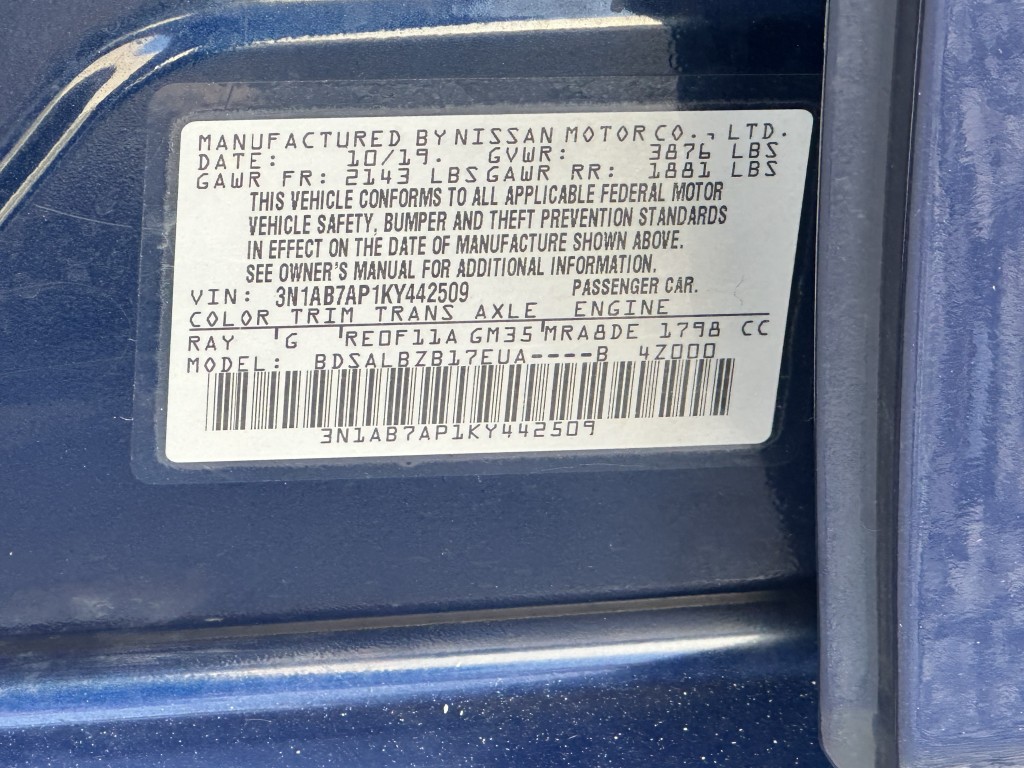 MANUFACTURED BY NISSAN MOTOR CO., LTD.
DATE: 10/19. GVWR: 3876 LBS
GAWR FR: 2143 LBS GAWR RR: 1881 LBS
THIS VEHICLE CONFORMS TO ALL APPLICABLE FEDERAL MOTOR
VEHICLE SAFETY, BUMPER AND THEFT PREVENTION STANDARDS
IN EFFECT ON THE DATE OF MANUFACTURE SHOWN ABOVE.
SEE OWNER'S MANUAL FOR ADDITIONAL INFORMATION.
VIN: 3N1AB7AP1KY442509 PASSENGER CAR.
COLOR TRIM TRANS AXLE ENGINE
RAY 'G 'RE0F11A GM35 'MRA8DE 1798 CC
MODEL: BDSALBZB17EUA----B 4Z000
3N1AB7AP1KY442509